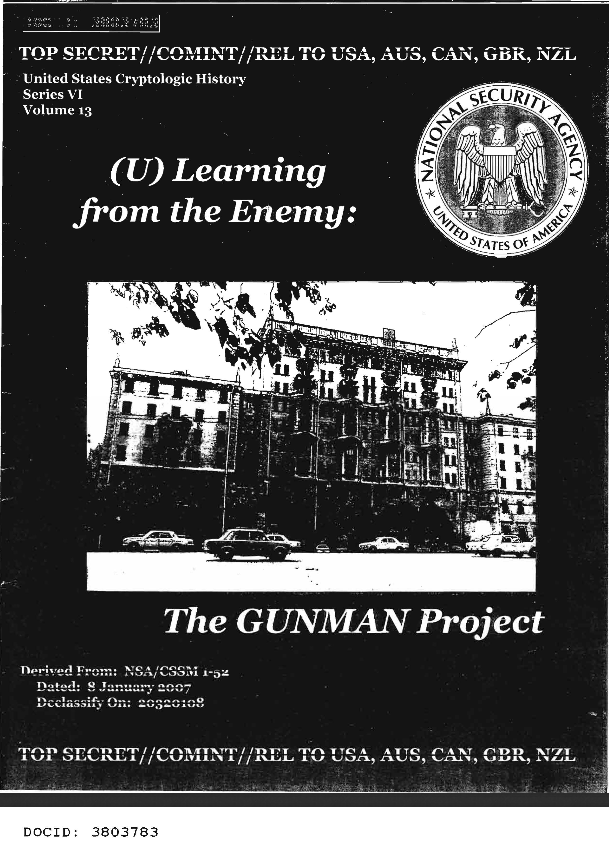 TOP SECRET//COMINT//REL TO USA, AUS, CAN, GBR, NZL
United States Cryptologic History
Series VI
Volume 13
NATIONAL SECURITY AGENCY
UNITED STATES OF AMERICA
(U) Learning
from the Enemy:
The GUNMAN Project
Derived From: NSA/CSSM 1-52
Dated: 8 January 2007
Declassify On: 20320108
TOP SECRET//COMINT//REL TO USA, AUS, CAN, GBR, NZL
DOCID: 3803783